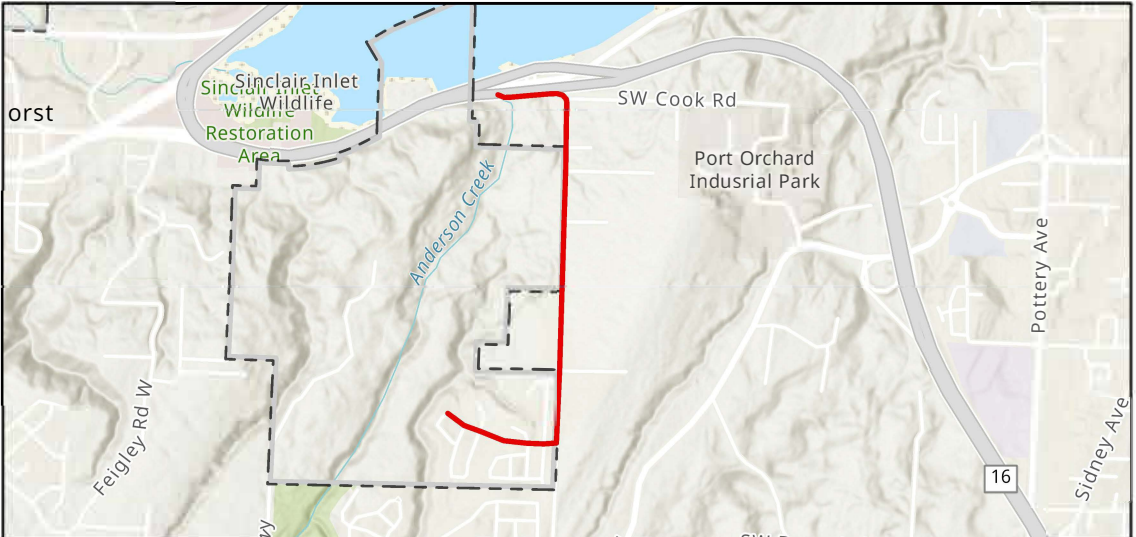 Sinclair Inlet
Wildlife
Sinclair Inlet
Wildlife
Restoration
Area
orst
SW Cook Rd
Port Orchard
Indusrial Park
Anderson Creek
Pottery Ave
Feigley Rd W
Sidney Ave
16